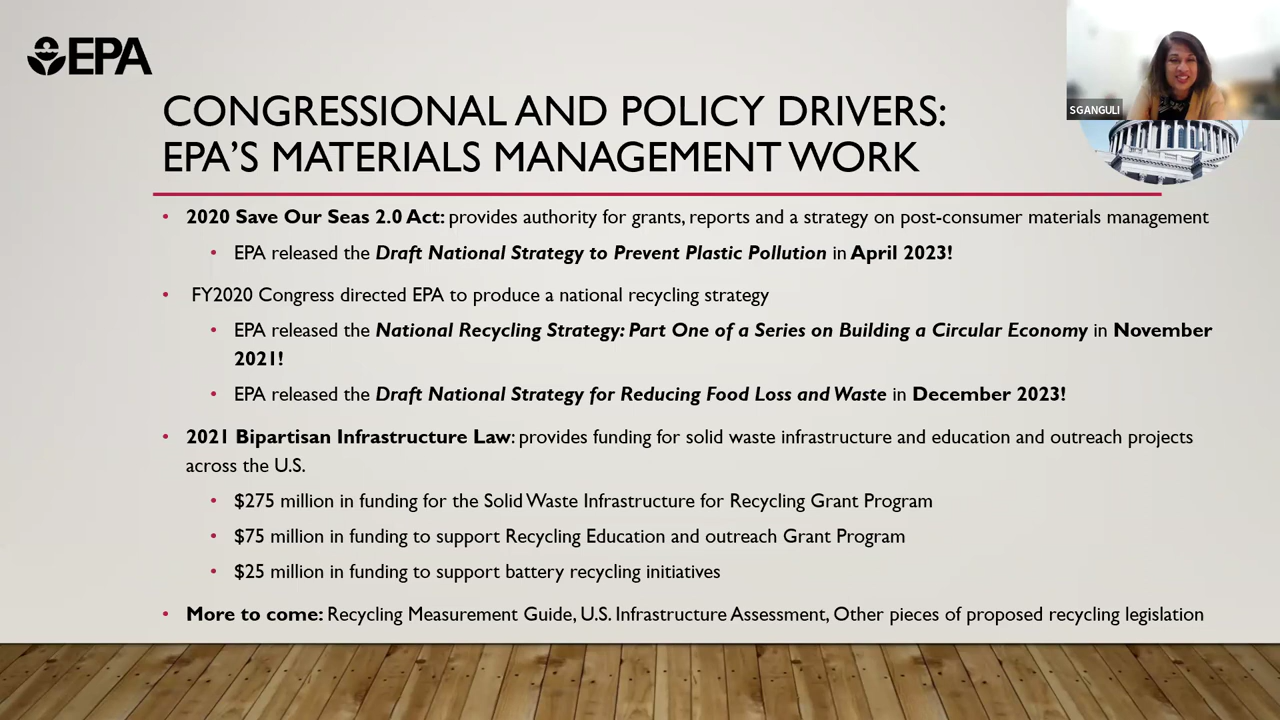 EPA
SGANGULI
CONGRESSIONAL AND POLICY DRIVERS:
EPA'S MATERIALS MANAGEMENT WORK
• 2020 Save Our Seas 2.0 Act: provides authority for grants, reports and a strategy on post-consumer materials management
• EPA released the Draft National Strategy to Prevent Plastic Pollution in April 2023!
• FY2020 Congress directed EPA to produce a national recycling strategy
• EPA released the National Recycling Strategy: Part One of a Series on Building a Circular Economy in November
2021!
• EPA released the Draft National Strategy for Reducing Food Loss and Waste in December 2023!
• 2021 Bipartisan Infrastructure Law: provides funding for solid waste infrastructure and education and outreach projects
across the U.S.
• $275 million in funding for the Solid Waste Infrastructure for Recycling Grant Program
• $75 million in funding to support Recycling Education and outreach Grant Program
• $25 million in funding to support battery recycling initiatives
• More to come: Recycling Measurement Guide, U.S. Infrastructure Assessment, Other pieces of proposed recycling legislation